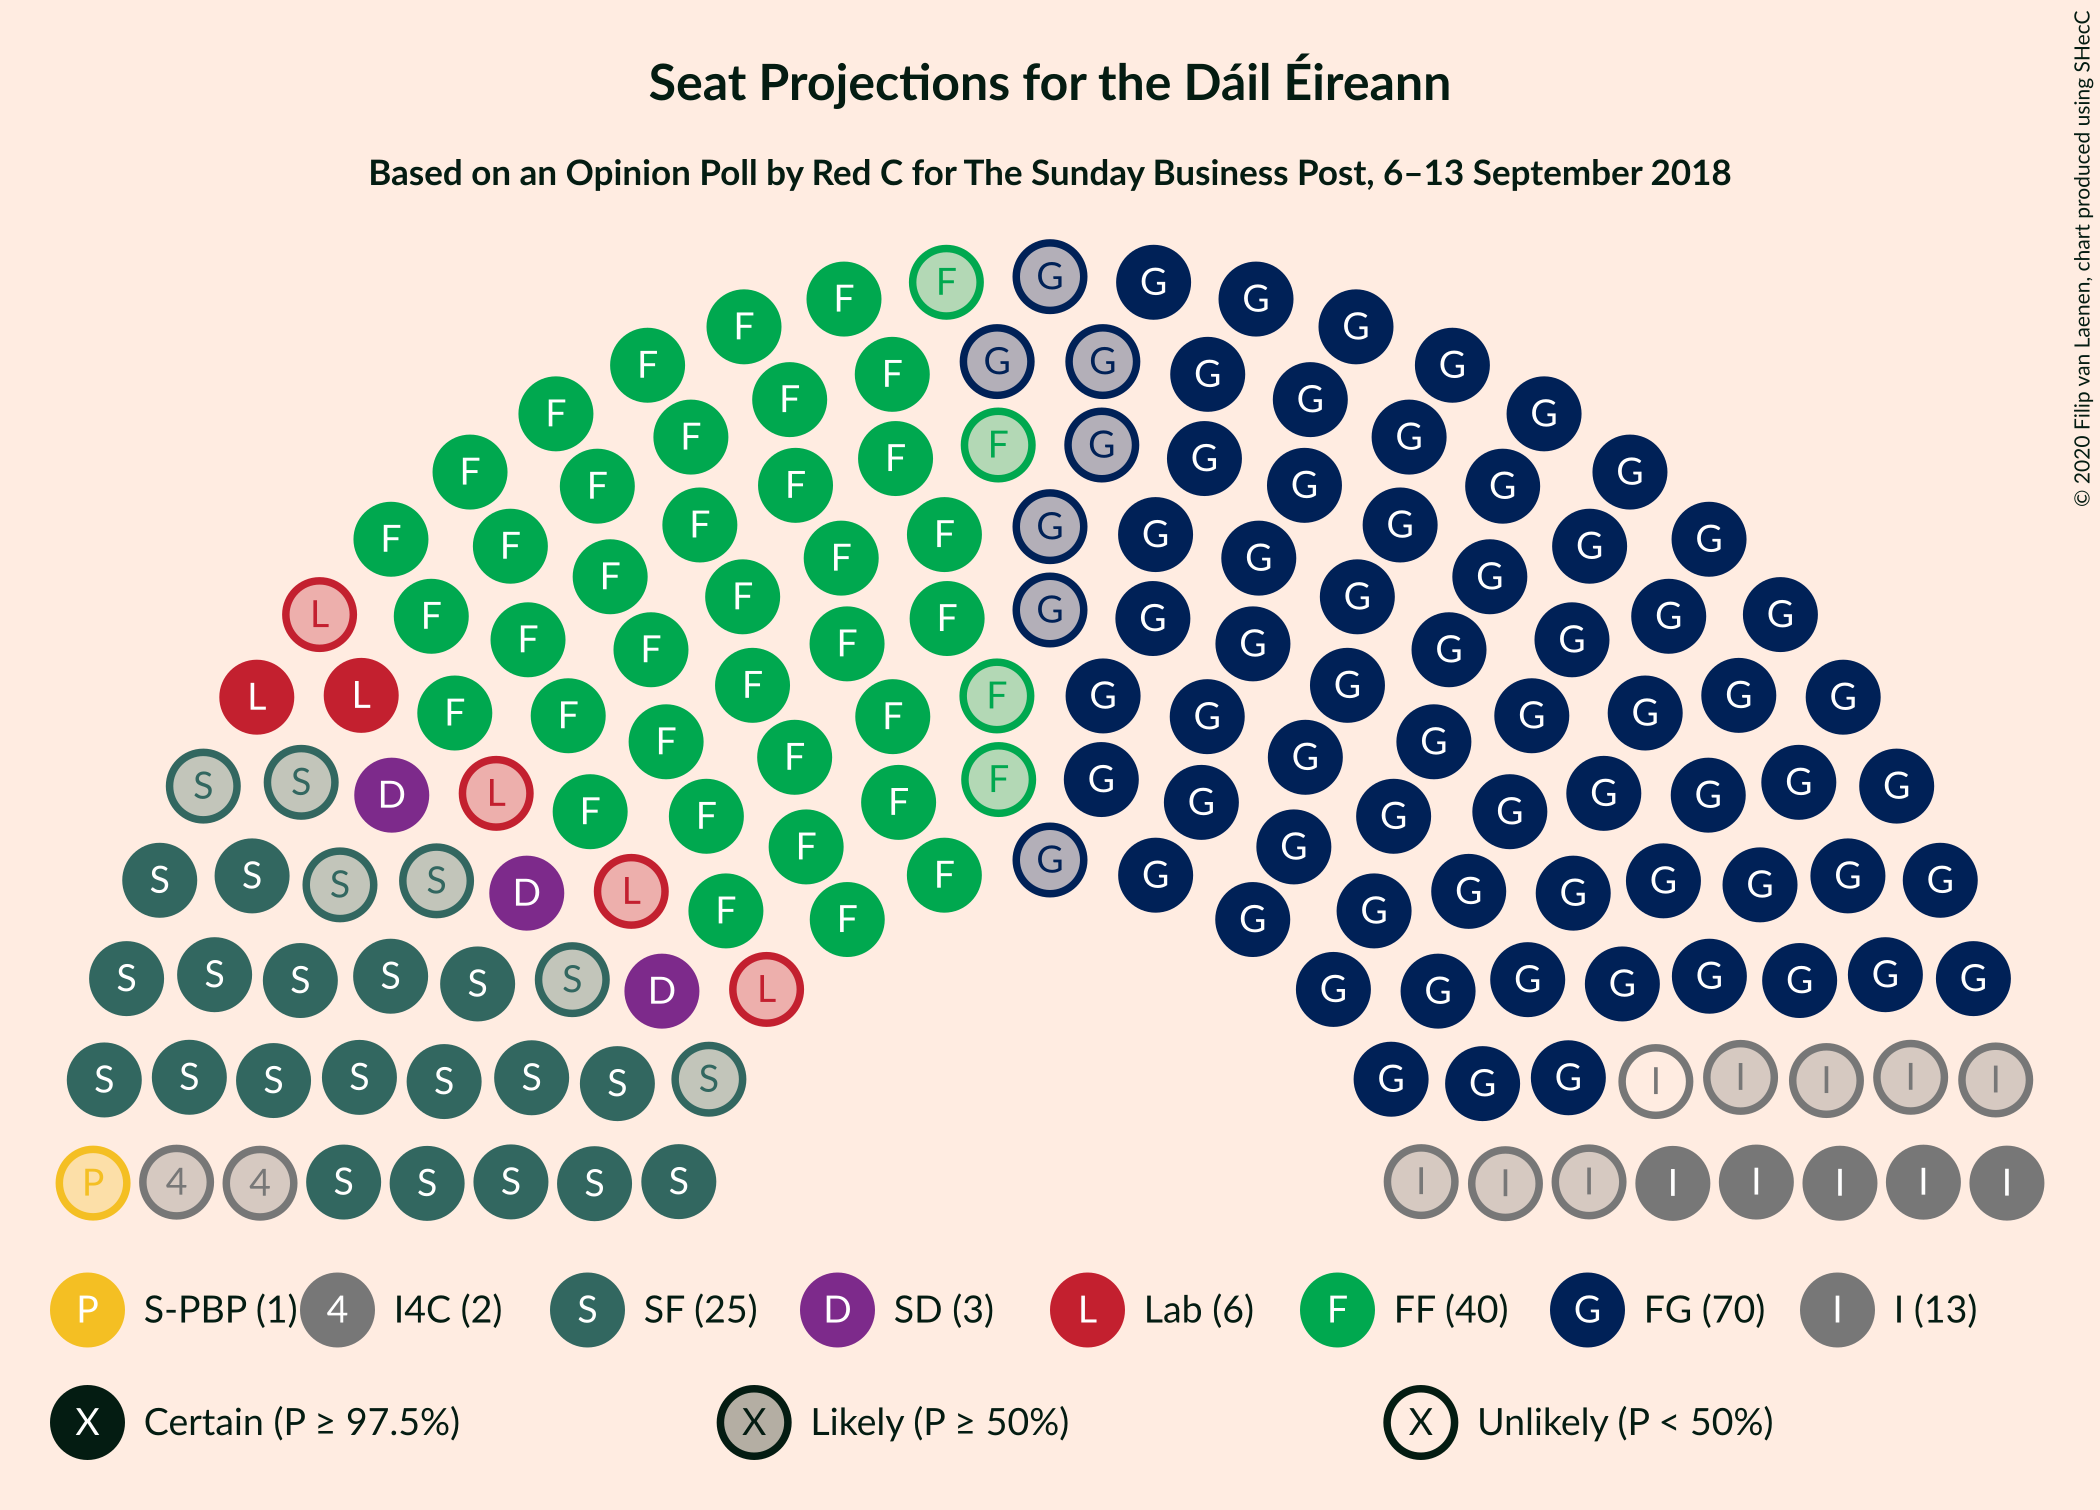 Seat Projections for the Dáil Éireann
Based on an Opinion Poll by Red C for The Sunday Business Post, 6–13 September 2018
© 2020 Filip van Laenen, chart produced using SHecC
F G G
F F G
F G G G
F G G G
F F G G
F F G G
F F G G
F F F G G G
F F G G
F F G G
F F G G
F F G G
F F G G
F F G G
L F F F G G G G
F F G G
L L F F F G G G G G
F F F G G G
F F G G
S S D L F F F G G G G G G G
F F G G
F F G G
S S S S D L G G G G G G G
F F F G G G
S S S S S S D L G G G G G G G G
S S S S S S S S G G G I I I I I
P 4 4 S S S S S I I I I I I I I
P S-PBP (1) 4 I4C (2) S SF (25) D SD (3) L Lab (6) F FF (40) G FG (70) I I (13)
X Certain (P ≥ 97.5%) X Likely (P ≥ 50%) X Unlikely (P < 50%)